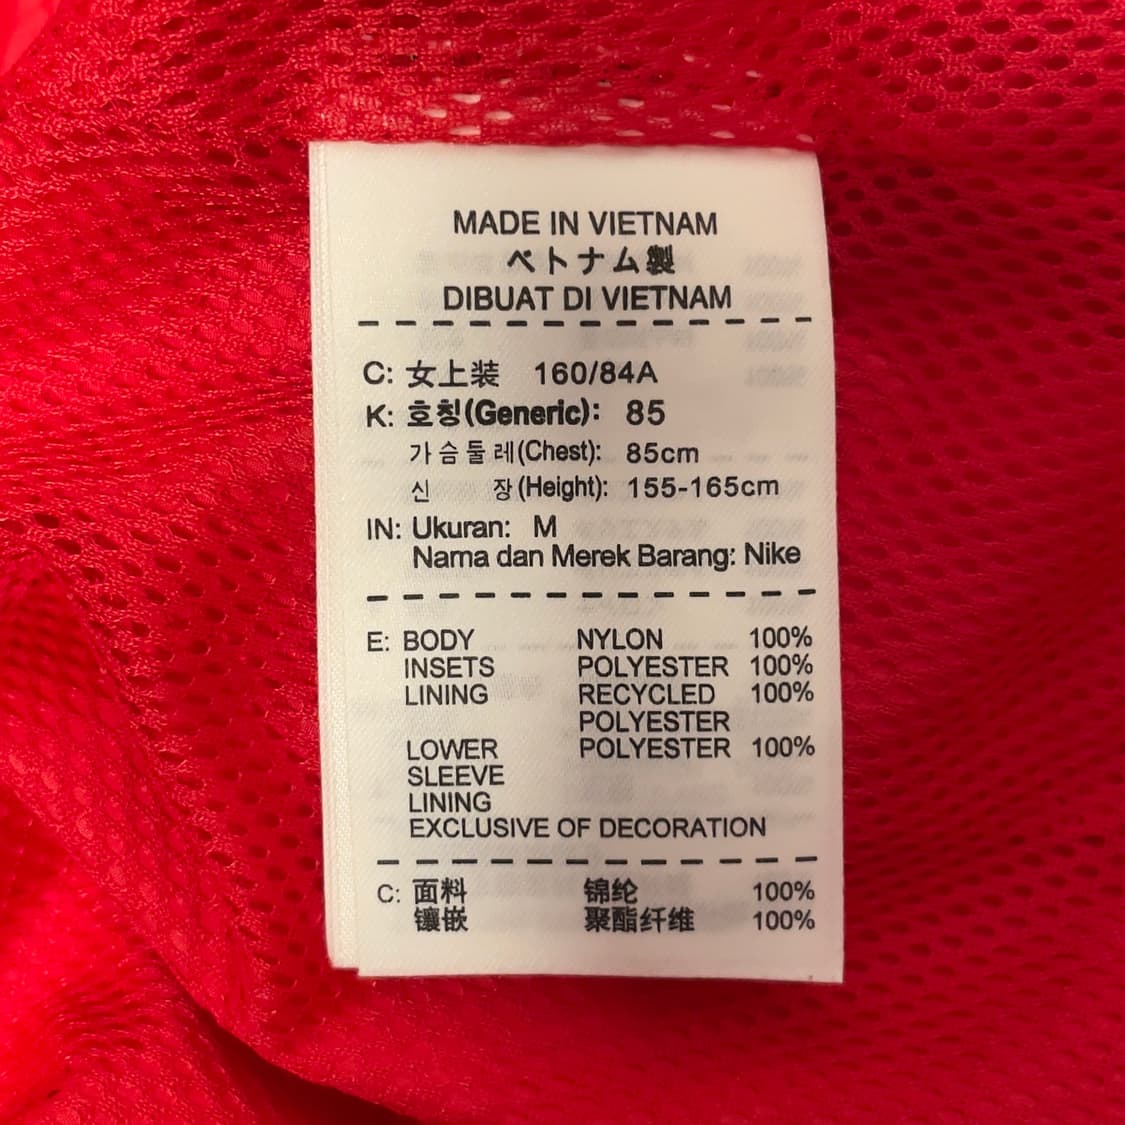 MADE IN VIETNAM
ベトナム製
DIBUAT DI VIETNAM
C: 女上装 160/84A
K: 호칭(Generic): 85
가슴둘레(Chest): 85cm
신 장(Height): 155-165cm
IN: Ukuran: M
Nama dan Merek Barang: Nike
E: BODY NYLON 100%
INSETS POLYESTER 100%
LINING RECYCLED 100%
POLYESTER
LOWER POLYESTER 100%
SLEEVE
LINING
EXCLUSIVE OF DECORATION
C: 面料 锦纶 100%
镶嵌 聚酯纤维 100%